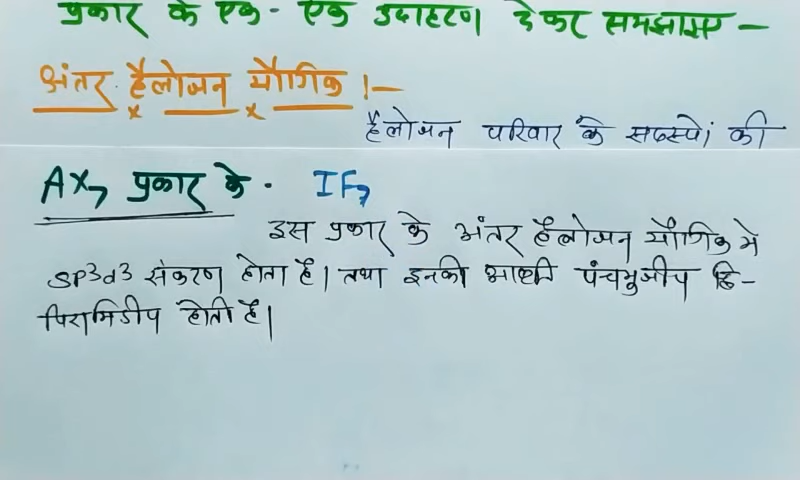 प्रकार के एक - एक उदाहरण देकर समझाइए —
अंतर हैलोजन यौगिक !—
हैलोजन परिवार के सदस्यों की
AX₇ प्रकार के . IF₇
इस प्रकार के अंतर हैलोजन यौगिक में
sp³d³ संकरण होता है। तथा इनकी आकृति पंचभुजीय द्वि-
पिरामिडीय होती है।